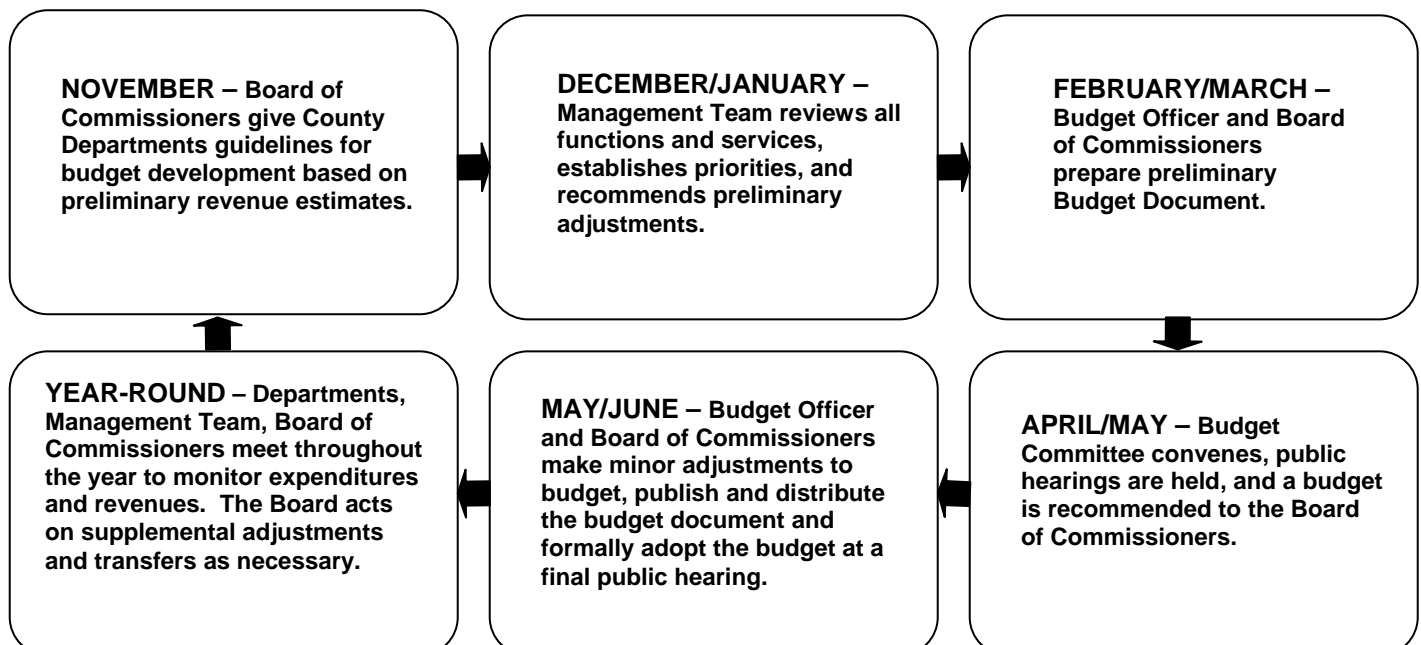 NOVEMBER – Board of
Commissioners give County
Departments guidelines for
budget development based on
preliminary revenue estimates.
DECEMBER/JANUARY –
Management Team reviews all
functions and services,
establishes priorities, and
recommends preliminary
adjustments.
FEBRUARY/MARCH –
Budget Officer and Board
of Commissioners
prepare preliminary
Budget Document.
APRIL/MAY – Budget
Committee convenes, public
hearings are held, and a budget
is recommended to the Board
of Commissioners.
MAY/JUNE – Budget Officer
and Board of Commissioners
make minor adjustments to
budget, publish and distribute
the budget document and
formally adopt the budget at a
final public hearing.
YEAR-ROUND – Departments,
Management Team, Board of
Commissioners meet throughout
the year to monitor expenditures
and revenues.  The Board acts
on supplemental adjustments
and transfers as necessary.